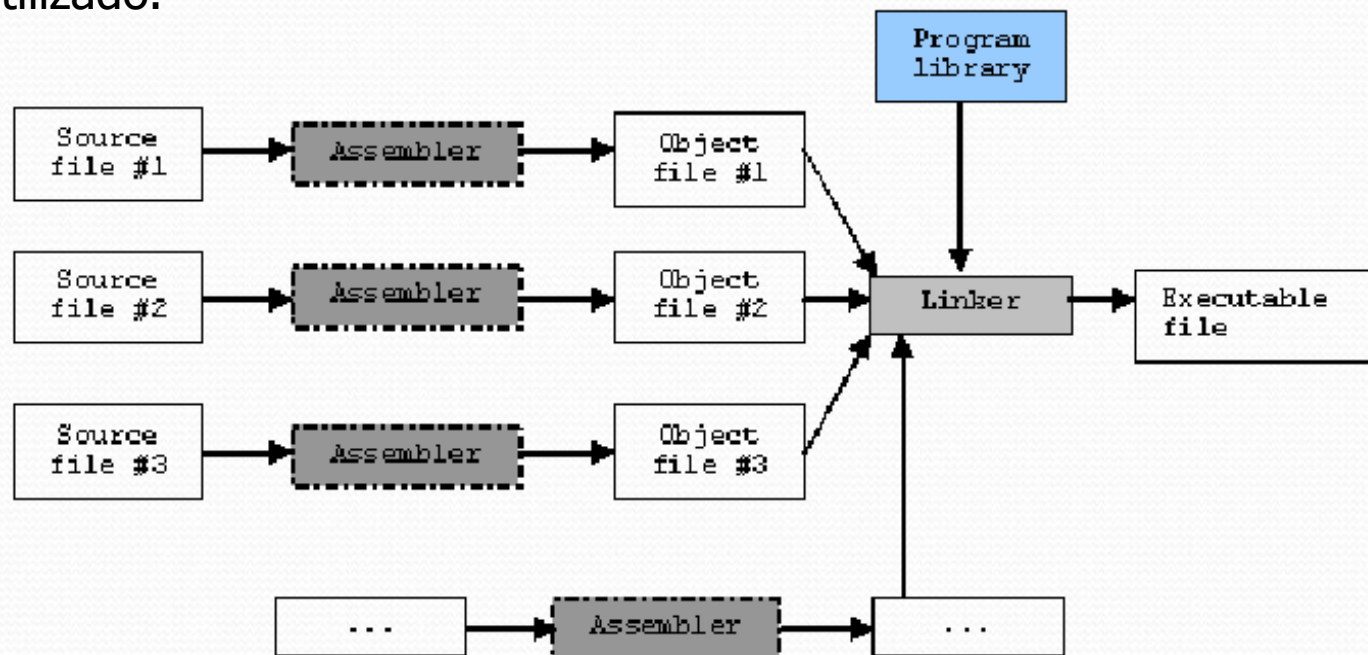 tilizado.
Program
library
Source
file #1
Assembler
Object
file #1
Source
file #2
Assembler
Object
file #2
Linker
Executable
file
Source
file #3
Assembler
Object
file #3
...
Assembler
...